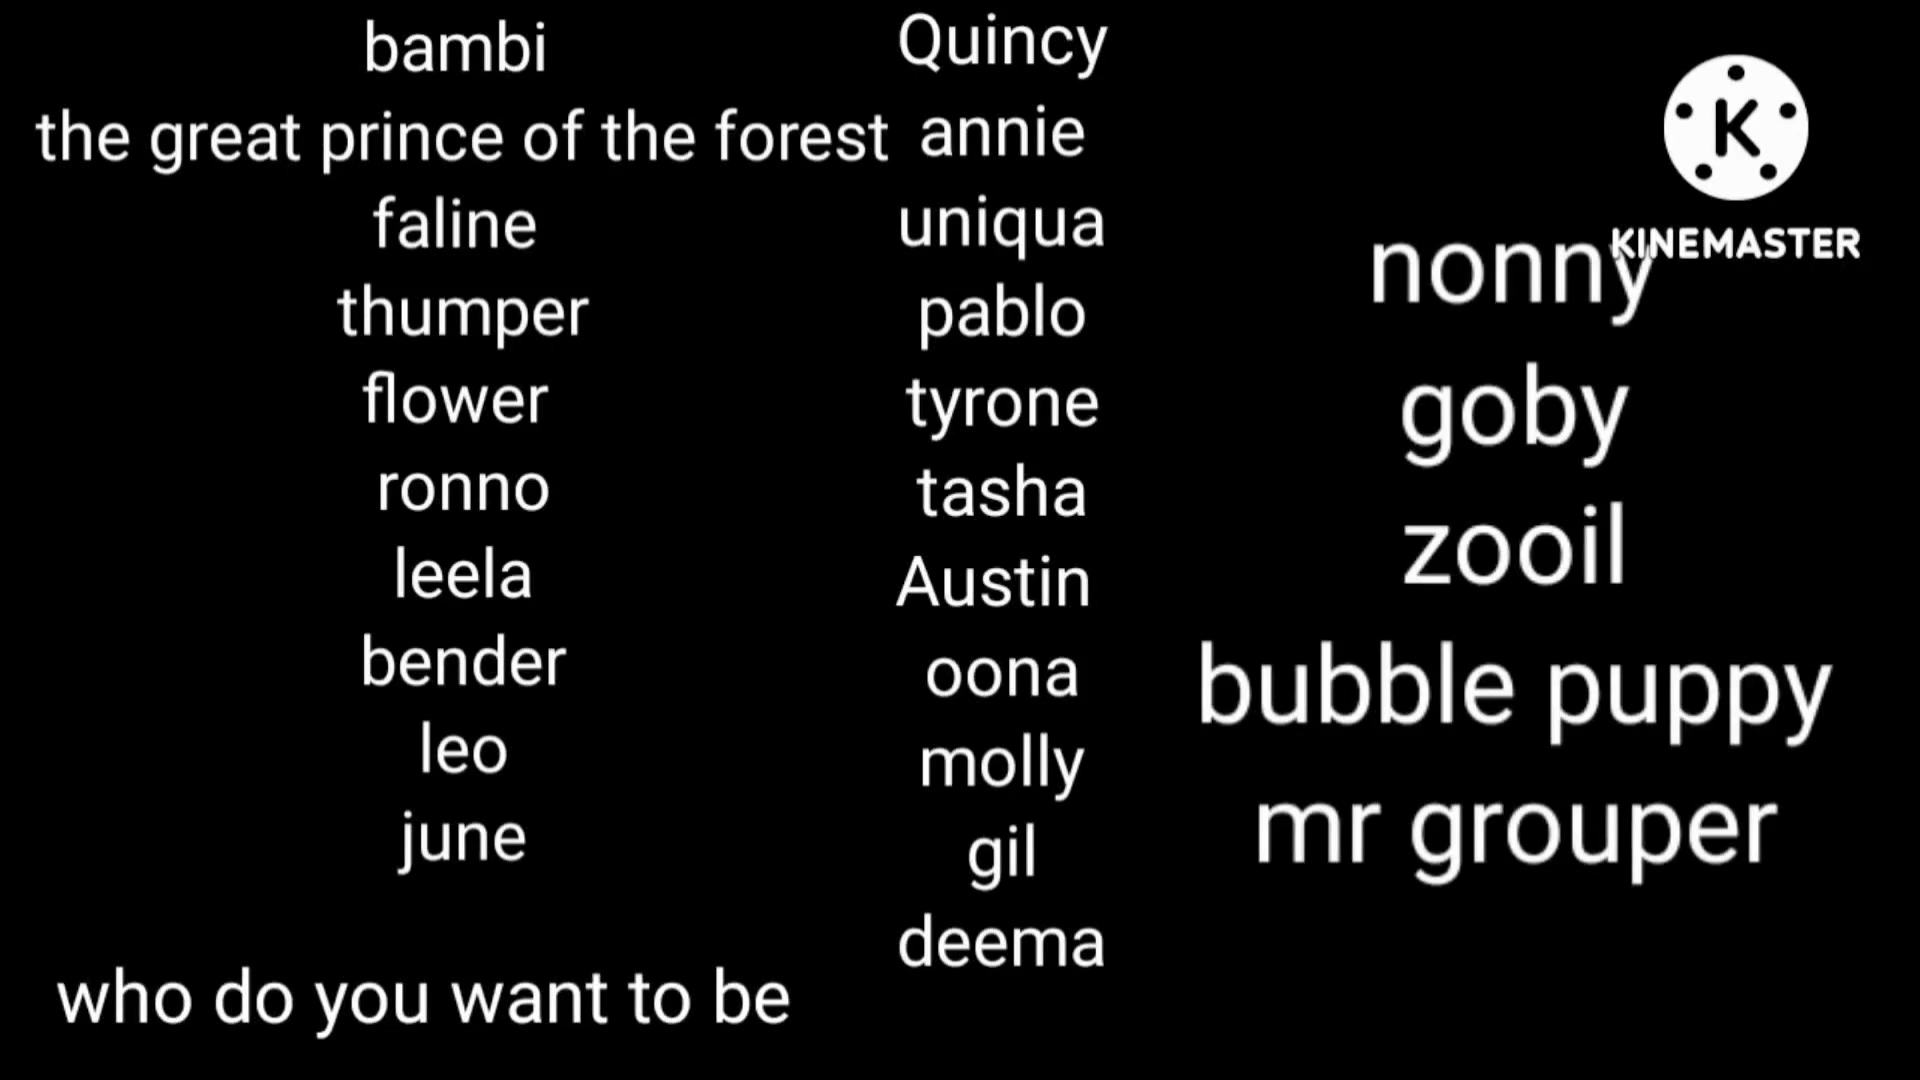 bambi
the great prince of the forest
faline
thumper
flower
ronno
leela
bender
leo
june
who do you want to be
Quincy
annie
uniqua
pablo
tyrone
tasha
Austin
oona
molly
gil
deema
K
KINEMASTER
nonny
goby
zooil
bubble puppy
mr grouper